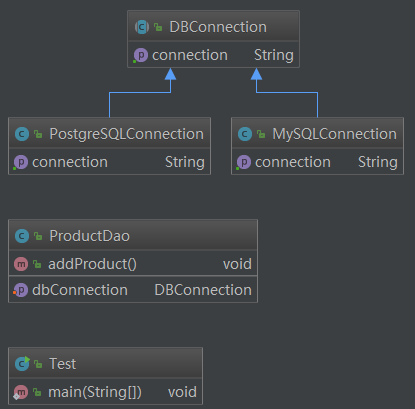 DBConnection
connection String
PostgreSQLConnection
connection String
MySQLConnection
connection String
ProductDao
addProduct() void
dbConnection DBConnection
Test
main(String[]) void